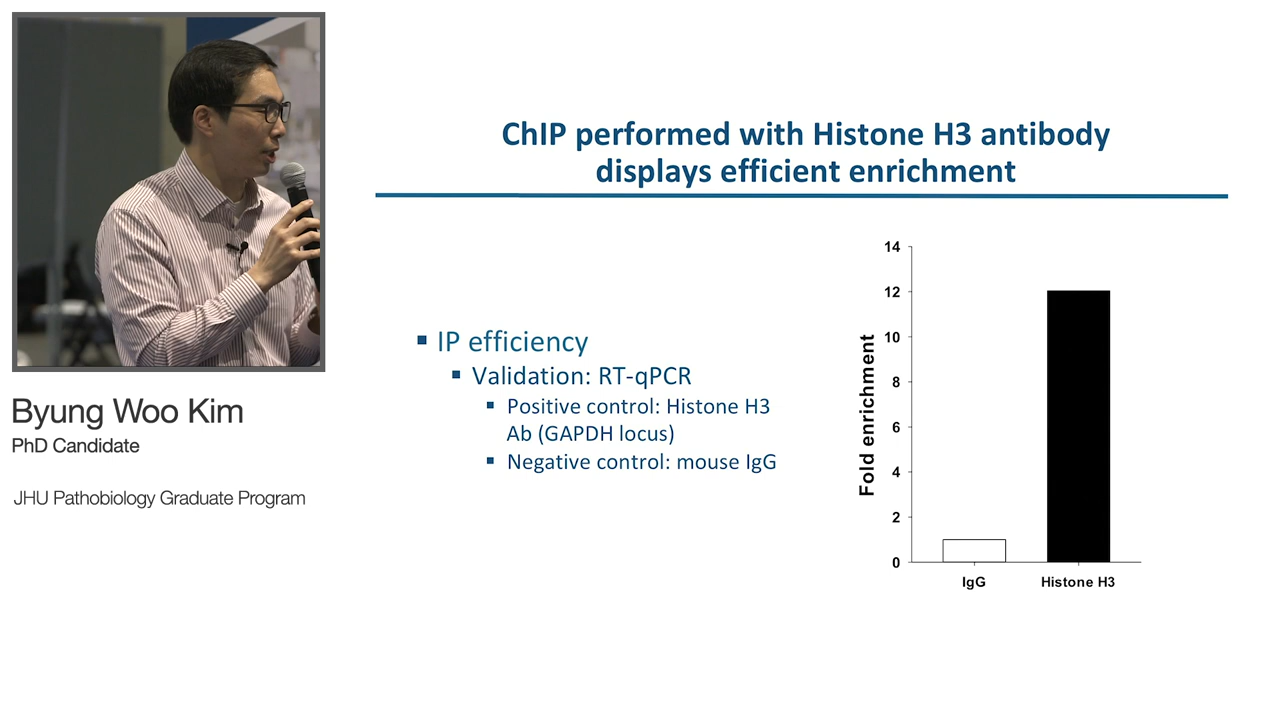 ChIP performed with Histone H3 antibody
displays efficient enrichment
▪ IP efficiency
▪ Validation: RT-qPCR
▪ Positive control: Histone H3
Ab (GAPDH locus)
▪ Negative control: mouse IgG
Fold enrichment
14
12
10
8
6
4
2
0
IgG Histone H3
Byung Woo Kim
PhD Candidate
JHU Pathobiology Graduate Program